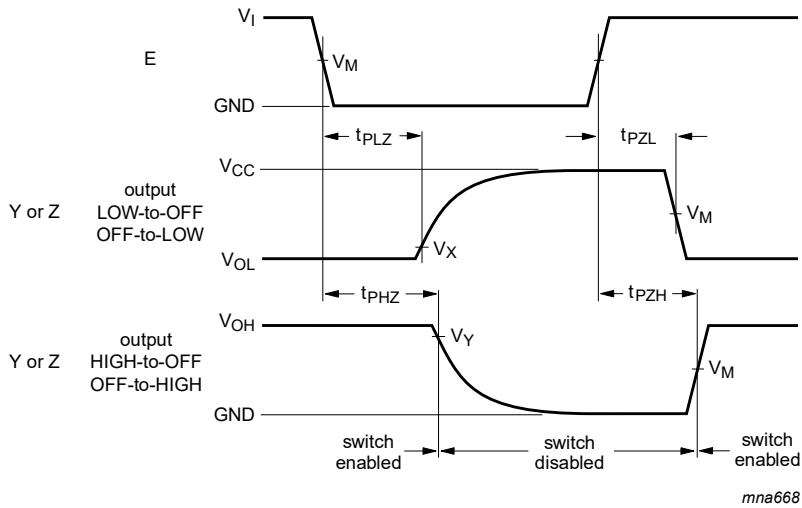 V_I
E
V_M
GND
t_PLZ
t_PZL
V_CC
Y or Z
output
LOW-to-OFF
OFF-to-LOW
V_M
V_X
V_OL
t_PHZ
t_PZH
V_OH
Y or Z
output
HIGH-to-OFF
OFF-to-HIGH
V_Y
V_M
GND
switch
enabled
switch
disabled
switch
enabled
mna668